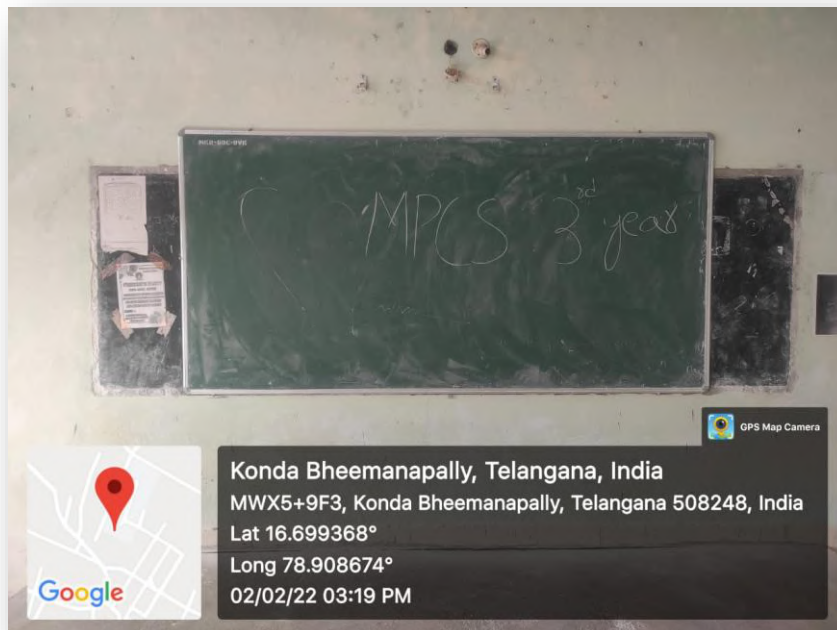 MPCS 3rd year
GPS Map Camera
Konda Bheemanapally, Telangana, India
MWX5+9F3, Konda Bheemanapally, Telangana 508248, India
Lat 16.699368°
Long 78.908674°
02/02/22 03:19 PM
Google